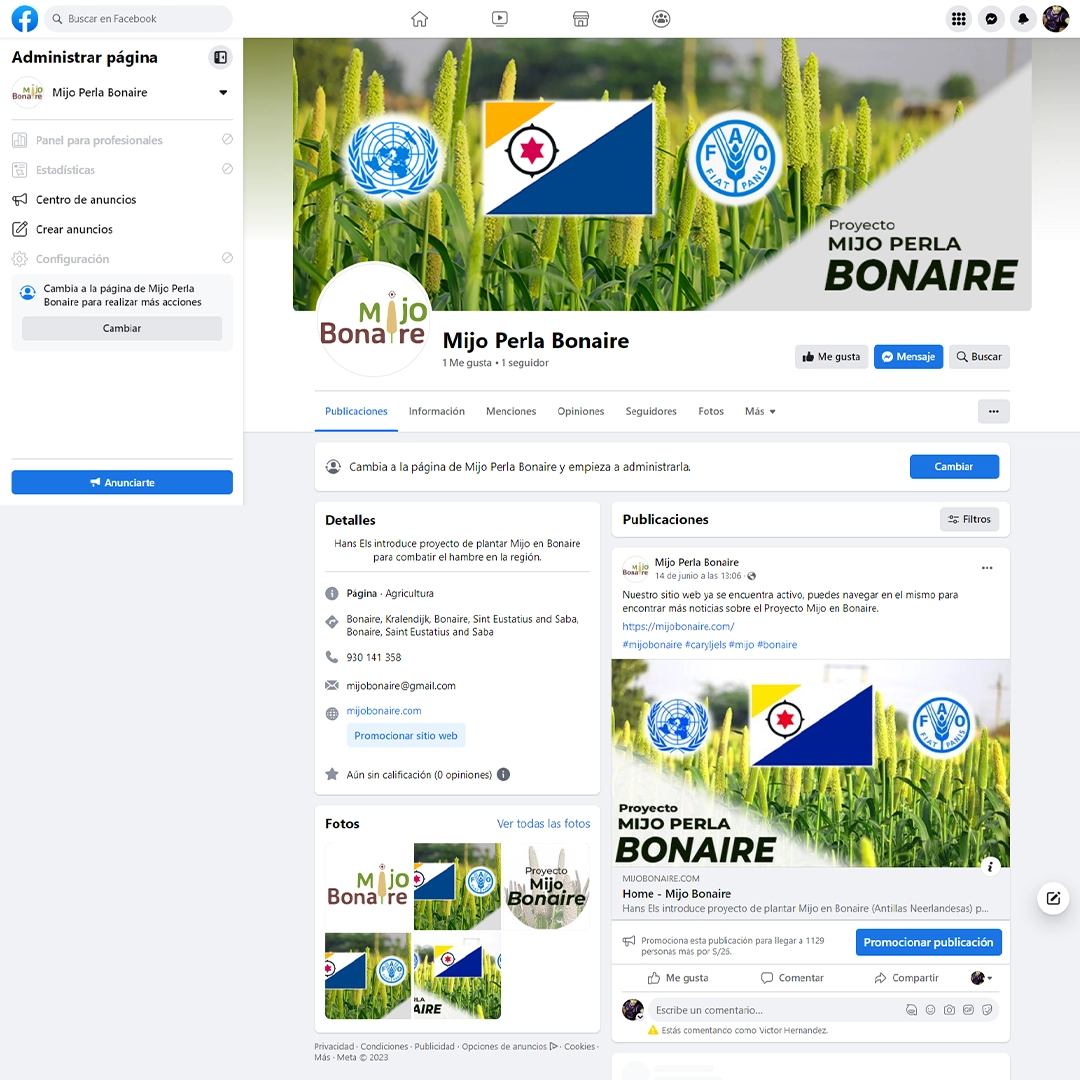 Buscar en Facebook
Administrar página
Mijo Perla Bonaire
Panel para profesionales
Estadísticas
Centro de anuncios
Crear anuncios
Configuración
Cambia a la página de Mijo Perla
Bonaire para realizar más acciones
Cambiar
Anunciarte
FAO
FIAT PANIS
Proyecto
MIJO PERLA
BONAIRE
Mijo
Bonaire
Mijo Perla Bonaire
1 Me gusta • 1 seguidor
Me gusta
Mensaje
Buscar
Publicaciones
Información
Menciones
Opiniones
Seguidores
Fotos
Más
Cambia a la página de Mijo Perla Bonaire y empieza a administrarla.
Cambiar
Detalles
Hans Els introduce proyecto de plantar Mijo en Bonaire
para combatir el hambre en la región.
Página · Agricultura
Bonaire, Kralendijk, Bonaire, Sint Eustatius and Saba,
Bonaire, Saint Eustatius and Saba
930 141 358
mijobonaire@gmail.com
mijobonaire.com
Promocionar sitio web
Aún sin calificación (0 opiniones)
Fotos
Ver todas las fotos
Mijo
Bonaire
Proyecto
Mijo
Bonaire
AIRE
Privacidad · Condiciones · Publicidad · Opciones de anuncios · Cookies ·
Más · Meta © 2023
Publicaciones
Filtros
Mijo Perla Bonaire
14 de junio a las 13:06 ·
Nuestro sitio web ya se encuentra activo, puedes navegar en el mismo para
encontrar más noticias sobre el Proyecto Mijo en Bonaire.
https://mijobonaire.com/
#mijobonaire #caryljels #mijo #bonaire
FAO
FIAT PANIS
Proyecto
MIJO PERLA
BONAIRE
MIJOBONAIRE.COM
Home - Mijo Bonaire
Hans Els introduce proyecto de plantar Mijo en Bonaire (Antillas Neerlandesas) p...
Promociona esta publicación para llegar a 1129
personas más por S/26.
Promocionar publicación
Me gusta
Comentar
Compartir
Escribe un comentario...
GIF
Estás comentando como Victor Hernandez.